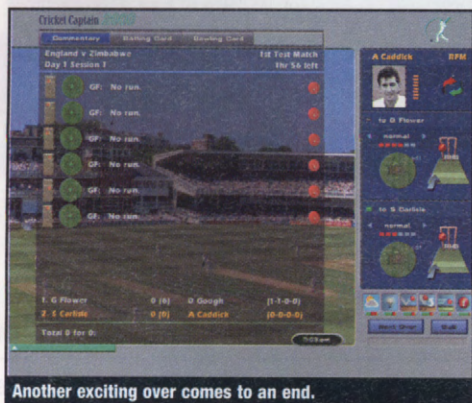 Cricket Captain
Commentary Batting Card Bowling Card
England v Zimbabwe 1st Test Match
Day 1 Session 1 1hr 56 left
GF: No run.
GF: No run.
GF: No run.
GF: No run.
GF: No run.
GF: No run.
1. G Flower 0 (6) D Gough (1-1-0-0)
2. S Carlisle 0 (0) A Caddick (0-0-0-0)
Total 0 for 0:
A Caddick RFM
to G Flower
< normal >
to S Carlisle
< normal >
Next Over Quit
Another exciting over comes to an end.